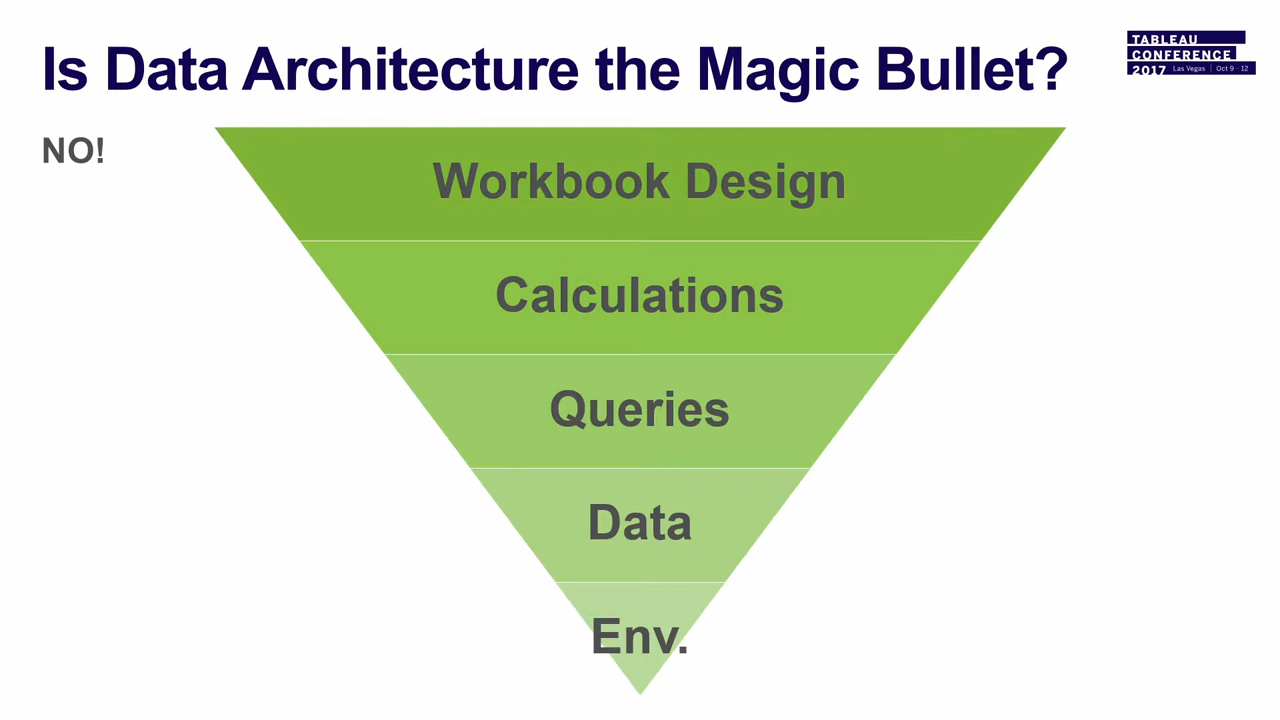 Is Data Architecture the Magic Bullet?
TABLEAU
CONFERENCE
2017 Las Vegas | Oct 9 - 12
NO!
Workbook Design
Calculations
Queries
Data
Env.